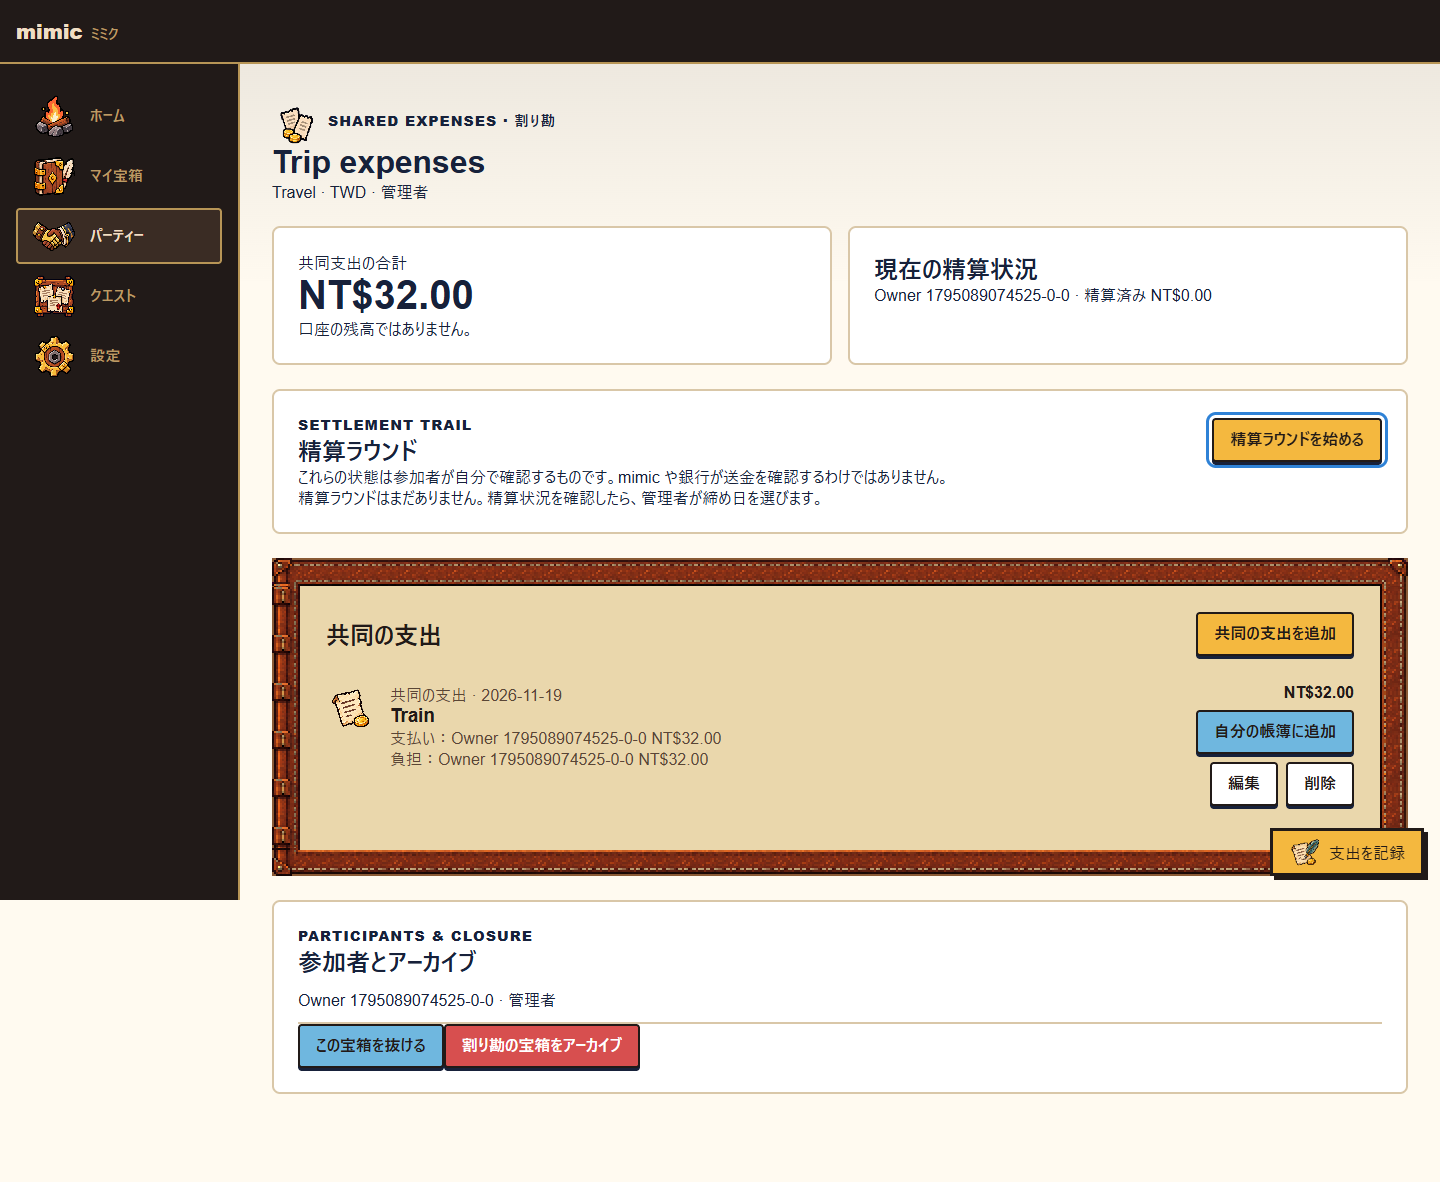 mimic ミミク
ホーム
マイ宝箱
パーティー
クエスト
設定
SHARED EXPENSES · 割り勘
Trip expenses
Travel · TWD · 管理者
共同支出の合計
NT$32.00
口座の残高ではありません。
現在の精算状況
Owner 1795089074525-0-0 · 精算済み NT$0.00
SETTLEMENT TRAIL
精算ラウンド
これらの状態は参加者が自分で確認するものです。mimic や銀行が送金を確認するわけではありません。
精算ラウンドはまだありません。精算状況を確認したら、管理者が締め日を選びます。
精算ラウンドを始める
共同の支出
共同の支出を追加
共同の支出 · 2026-11-19
Train
支払い：Owner 1795089074525-0-0 NT$32.00
負担：Owner 1795089074525-0-0 NT$32.00
NT$32.00
自分の帳簿に追加
編集
削除
支出を記録
PARTICIPANTS & CLOSURE
参加者とアーカイブ
Owner 1795089074525-0-0 · 管理者
この宝箱を抜ける
割り勘の宝箱をアーカイブ